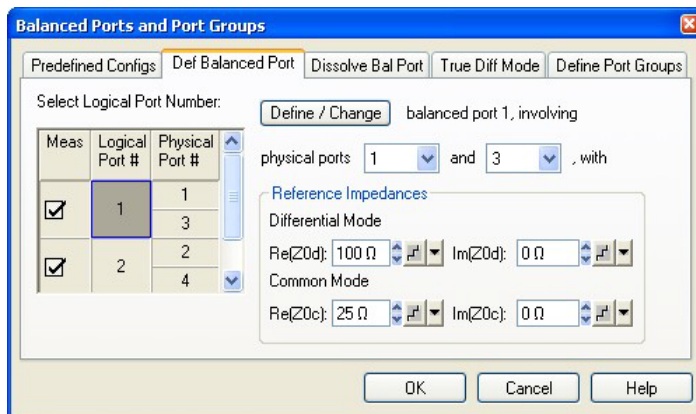 Balanced Ports and Port Groups
Predefined Configs Def Balanced Port Dissolve Bal Port True Diff Mode Define Port Groups
Select Logical Port Number:
Meas Logical Port # Physical Port #
1 1
3
2 2
4
Define / Change balanced port 1, involving
physical ports 1 and 3 , with
Reference Impedances
Differential Mode
Re(Z0d): 100 Ω Im(Z0d): 0 Ω
Common Mode
Re(Z0c): 25 Ω Im(Z0c): 0 Ω
OK Cancel Help